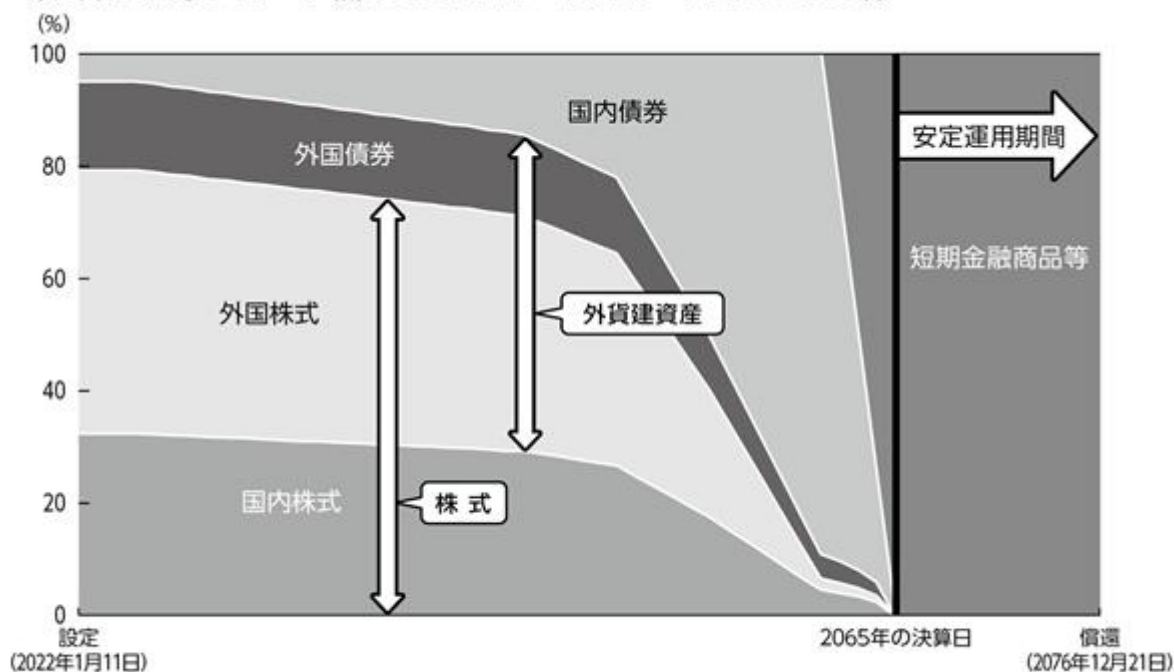 (%)
100
80
60
40
20
0
国内債券
外国債券
外国株式
国内株式
外貨建資産
株 式
安定運用期間
短期金融商品等
設定
(2022年1月11日)
2065年の決算日
償還
(2076年12月21日)